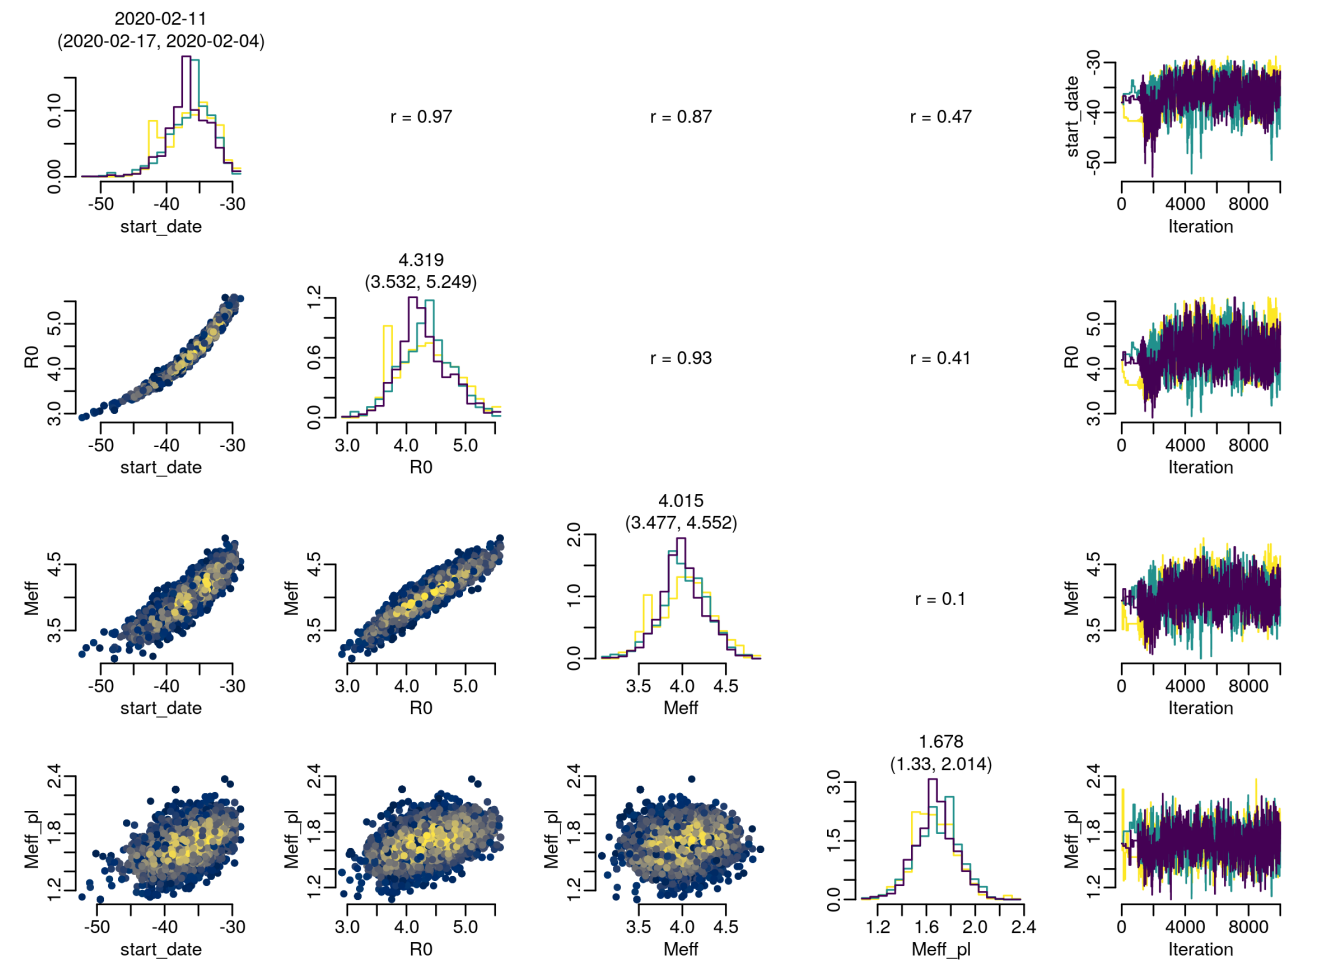 2020-02-11
(2020-02-17, 2020-02-04)
0.00 0.10
-50 -40 -30
start_date
r = 0.97
r = 0.87
r = 0.47
start_date
-50 -40 -30
0 4000 8000
Iteration
R0
3.0 4.0 5.0
-50 -40 -30
start_date
4.319
(3.532, 5.249)
0.0 0.6 1.2
3.0 4.0 5.0
R0
r = 0.93
r = 0.41
R0
3.0 4.0 5.0
0 4000 8000
Iteration
Meff
3.5 4.5
-50 -40 -30
start_date
Meff
3.5 4.5
3.0 4.0 5.0
R0
4.015
(3.477, 4.552)
0.0 1.0 2.0
3.5 4.0 4.5
Meff
r = 0.1
Meff
3.5 4.5
0 4000 8000
Iteration
Meff_pl
1.2 1.8 2.4
-50 -40 -30
start_date
Meff_pl
1.2 1.8 2.4
3.0 4.0 5.0
R0
Meff_pl
1.2 1.8 2.4
3.5 4.0 4.5
Meff
1.678
(1.33, 2.014)
0.0 1.5 3.0
1.2 1.6 2.0 2.4
Meff_pl
Meff_pl
1.2 1.8 2.4
0 4000 8000
Iteration